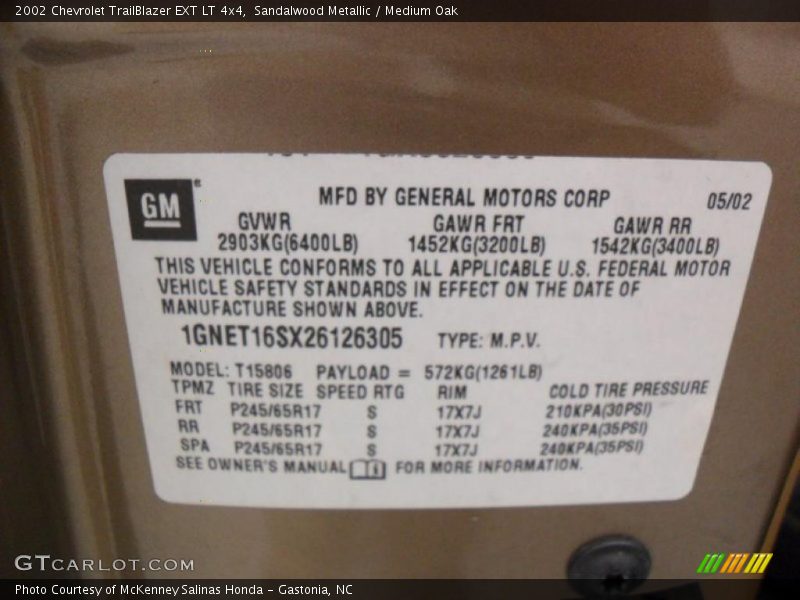 2002 Chevrolet TrailBlazer EXT LT 4x4, Sandalwood Metallic / Medium Oak
GM®
MFD BY GENERAL MOTORS CORP 05/02
GVWR GAWR FRT GAWR RR
2903KG(6400LB) 1452KG(3200LB) 1542KG(3400LB)
THIS VEHICLE CONFORMS TO ALL APPLICABLE U.S. FEDERAL MOTOR
VEHICLE SAFETY STANDARDS IN EFFECT ON THE DATE OF
MANUFACTURE SHOWN ABOVE.
1GNET16SX26126305 TYPE: M.P.V.
MODEL: T15806 PAYLOAD = 572KG(1261LB)
TPMZ TIRE SIZE SPEED RTG RIM COLD TIRE PRESSURE
FRT P245/65R17 S 17X7J 210KPA(30PSI)
RR P245/65R17 S 17X7J 240KPA(35PSI)
SPA P245/65R17 S 17X7J 240KPA(35PSI)
SEE OWNER'S MANUAL FOR MORE INFORMATION.
GTCARLOT.COM
Photo Courtesy of McKenney Salinas Honda - Gastonia, NC